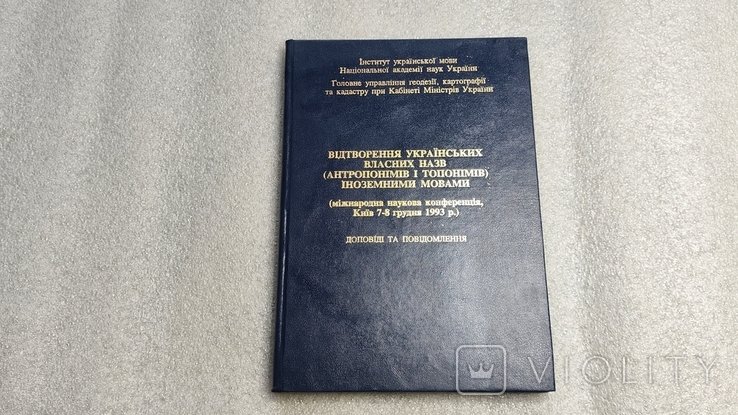 Інститут української мови
Національної академії наук України
Головне управління геодезії, картографії
та кадастру при Кабінеті Міністрів України
ВІДТВОРЕННЯ УКРАЇНСЬКИХ
ВЛАСНИХ НАЗВ
(АНТРОПОНІМІВ І ТОПОНІМІВ)
ІНОЗЕМНИМИ МОВАМИ
(міжнародна наукова конференція,
Київ 7-8 грудня 1993 р.)
ДОПОВІДІ ТА ПОВІДОМЛЕННЯ
VIOLITY